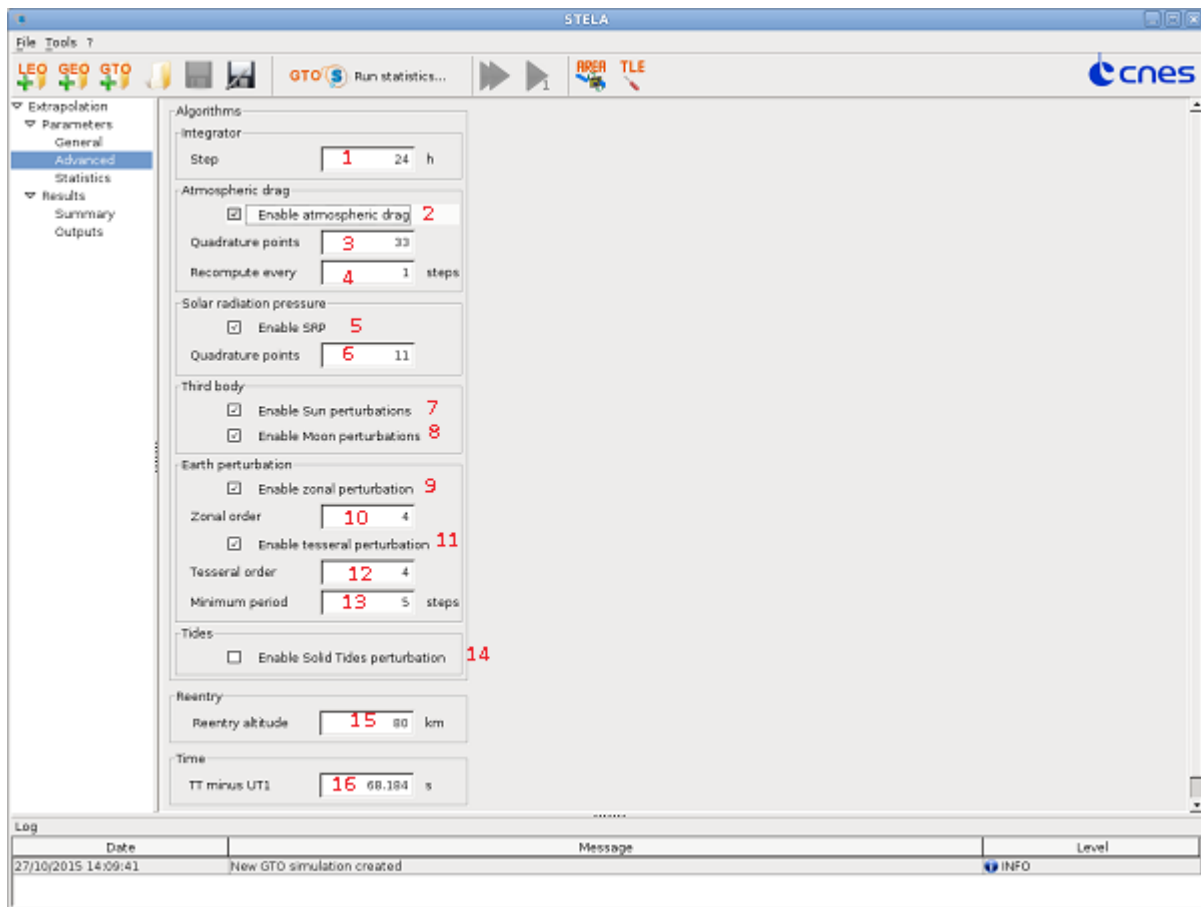 STELA
File Tools ?
LEO GEO GTO GTO S Run statistics... 1 AREA TLE cnes
Extrapolation
Parameters
General
Advanced
Statistics
Results
Summary
Outputs
Algorithms
Integrator
Step 1 24 h
Atmospheric drag
Enable atmospheric drag 2
Quadrature points 3 33
Recompute every 4 1 steps
Solar radiation pressure
Enable SRP 5
Quadrature points 6 11
Third body
Enable Sun perturbations 7
Enable Moon perturbations 8
Earth perturbation
Enable zonal perturbation 9
Zonal order 10 4
Enable tesseral perturbation 11
Tesseral order 12 4
Minimum period 13 5 steps
Tides
Enable Solid Tides perturbation 14
Reentry
Reentry altitude 15 80 km
Time
TT minus UT1 16 68.184 s
Log
Date Message Level
27/10/2015 14:09:41 New GTO simulation created INFO